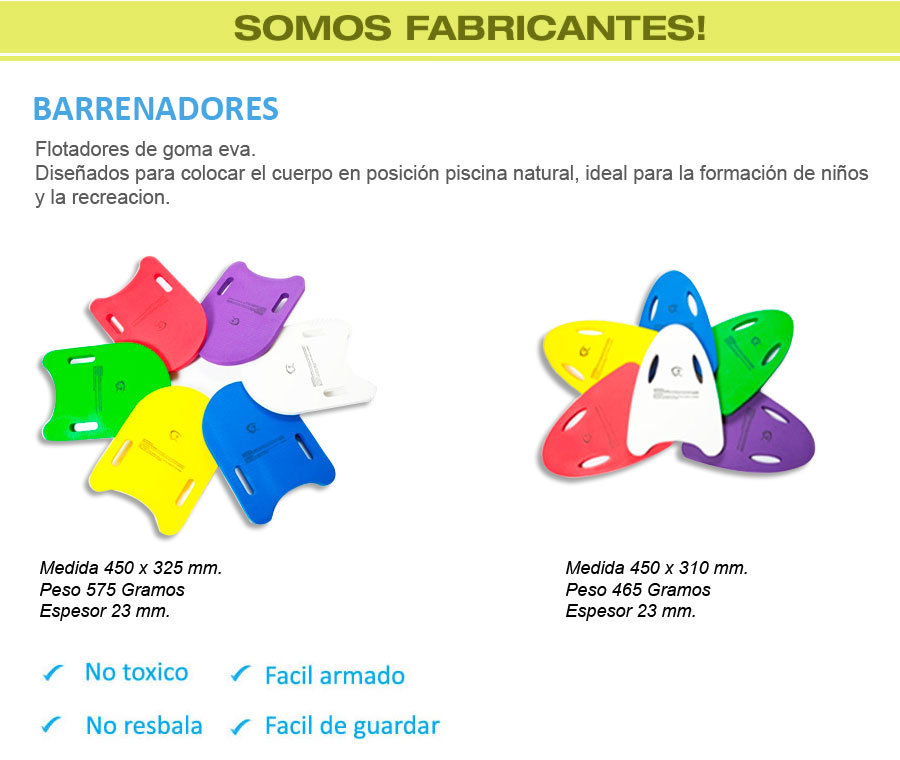 SOMOS FABRICANTES!
BARRENADORES
Flotadores de goma eva.
Diseñados para colocar el cuerpo en posición piscina natural, ideal para la formación de niños
y la recreacion.
Medida 450 x 325 mm.
Peso 575 Gramos
Espesor 23 mm.
Medida 450 x 310 mm.
Peso 465 Gramos
Espesor 23 mm.
No toxico
Facil armado
No resbala
Facil de guardar